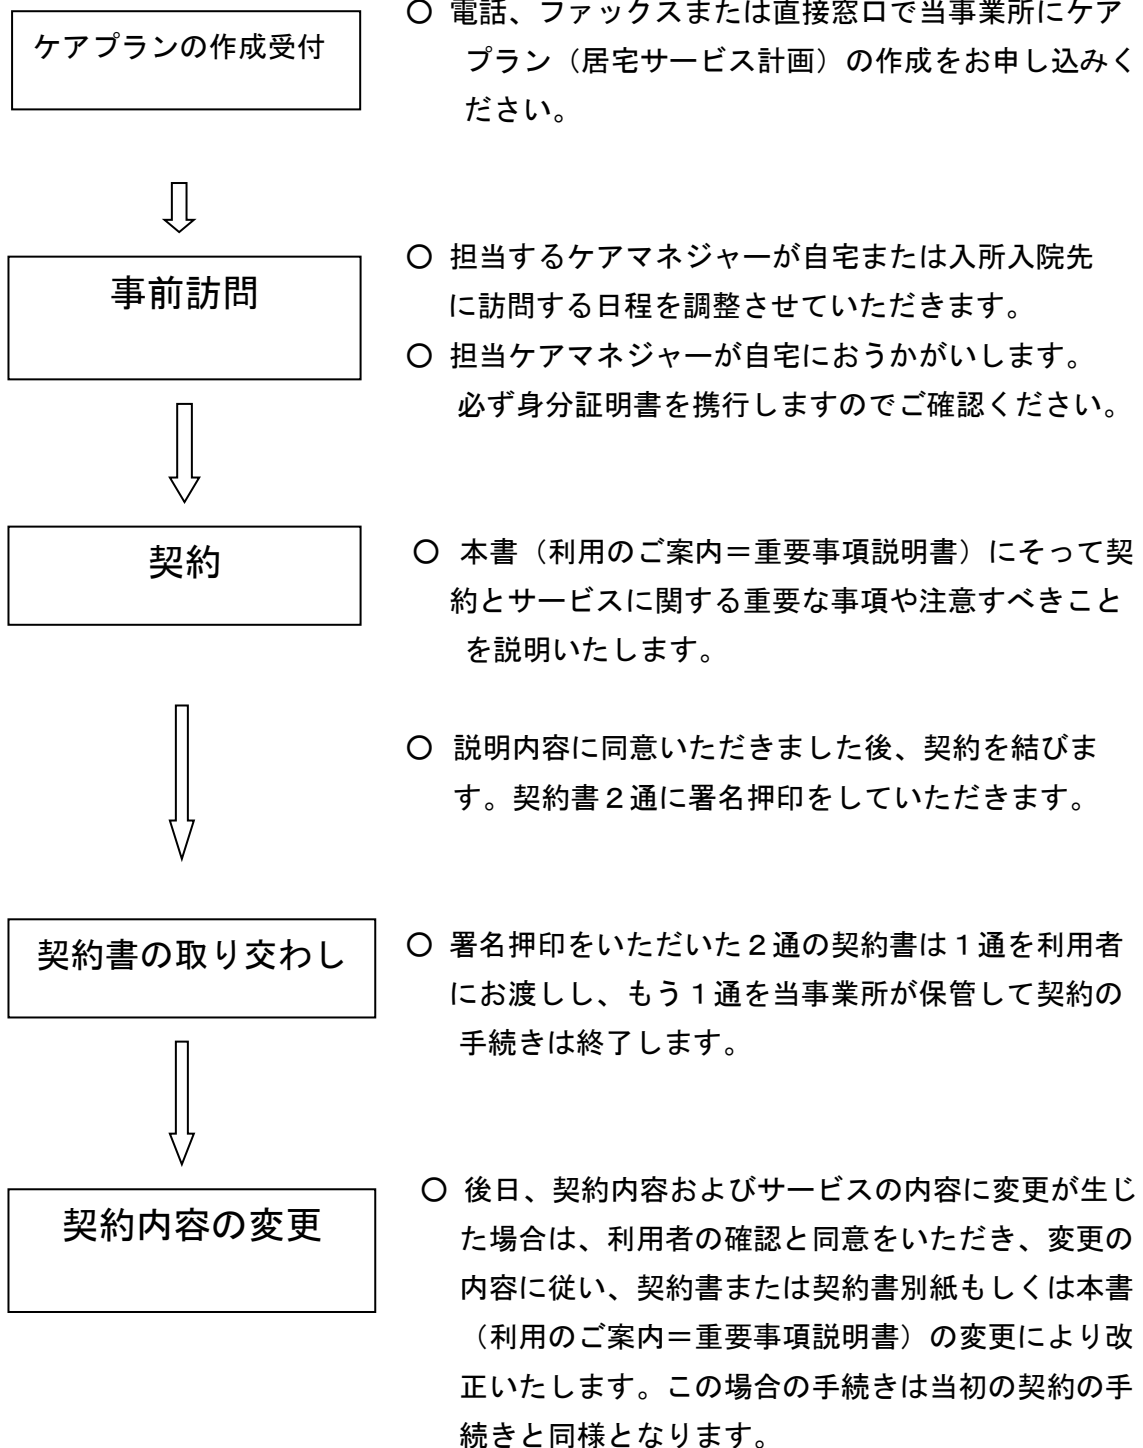 ケアプランの作成受付
〇 電話、ファックスまたは直接窓口で当事業所にケア
プラン（居宅サービス計画）の作成をお申し込みく
ださい。
事前訪問
〇 担当するケアマネジャーが自宅または入所入院先
に訪問する日程を調整させていただきます。
〇 担当ケアマネジャーが自宅におうかがいします。
必ず身分証明書を携行しますのでご確認ください。
契約
〇 本書（利用のご案内＝重要事項説明書）にそって契
約とサービスに関する重要な事項や注意すべきこと
を説明いたします。
〇 説明内容に同意いただきました後、契約を結びま
す。契約書２通に署名押印をしていただきます。
契約書の取り交わし
〇 署名押印をいただいた２通の契約書は１通を利用者
にお渡しし、もう１通を当事業所が保管して契約の
手続きは終了します。
契約内容の変更
〇 後日、契約内容およびサービスの内容に変更が生じ
た場合は、利用者の確認と同意をいただき、変更の
内容に従い、契約書または契約書別紙もしくは本書
（利用のご案内＝重要事項説明書）の変更により改
正いたします。この場合の手続きは当初の契約の手
続きと同様となります。